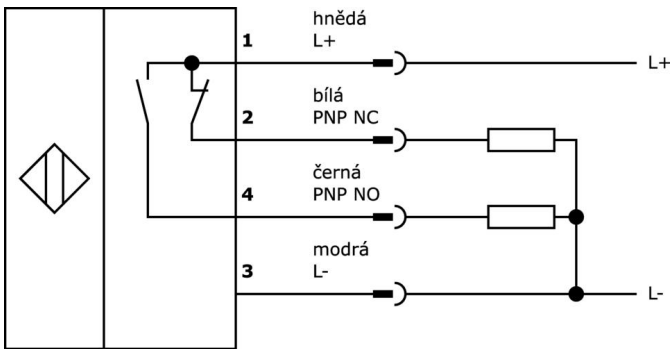 hnědá
1 L+
L+
bílá
2 PNP NC
černá
4 PNP NO
modrá
3 L-
L-